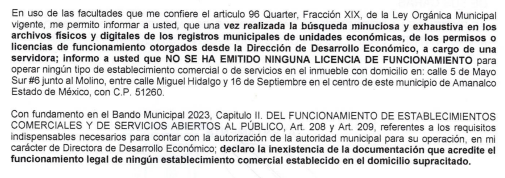 En uso de las facultades que me confiere el articulo 96 Quarter, Fracción XIX, de la Ley Orgánica Municipal
vigente, me permito informar a usted, que una vez realizada la búsqueda minuciosa y exhaustiva en los
archivos físicos y digitales de los registros municipales de unidades económicas, de los permisos o
licencias de funcionamiento otorgados desde la Dirección de Desarrollo Económico, a cargo de una
servidora; informo a usted que NO SE HA EMITIDO NINGUNA LICENCIA DE FUNCIONAMIENTO para
operar ningún tipo de establecimiento comercial o de servicios en el inmueble con domicilio en: calle 5 de Mayo
Sur #6 junto al Molino, entre calle Miguel Hidalgo y 16 de Septiembre en el centro de este municipio de Amanalco
Estado de México, con C.P. 51260.
Con fundamento en el Bando Municipal 2023, Capitulo II. DEL FUNCIONAMIENTO DE ESTABLECIMIENTOS
COMERCIALES Y DE SERVICIOS ABIERTOS AL PÚBLICO, Art. 208 y Art. 209, referentes a los requisitos
indispensables necesarios para contar con la autorización de la autoridad municipal para su operación, en mi
carácter de Directora de Desarrollo Económico; declaro la inexistencia de la documentación que acredite el
funcionamiento legal de ningún establecimiento comercial establecido en el domicilio supracitado.